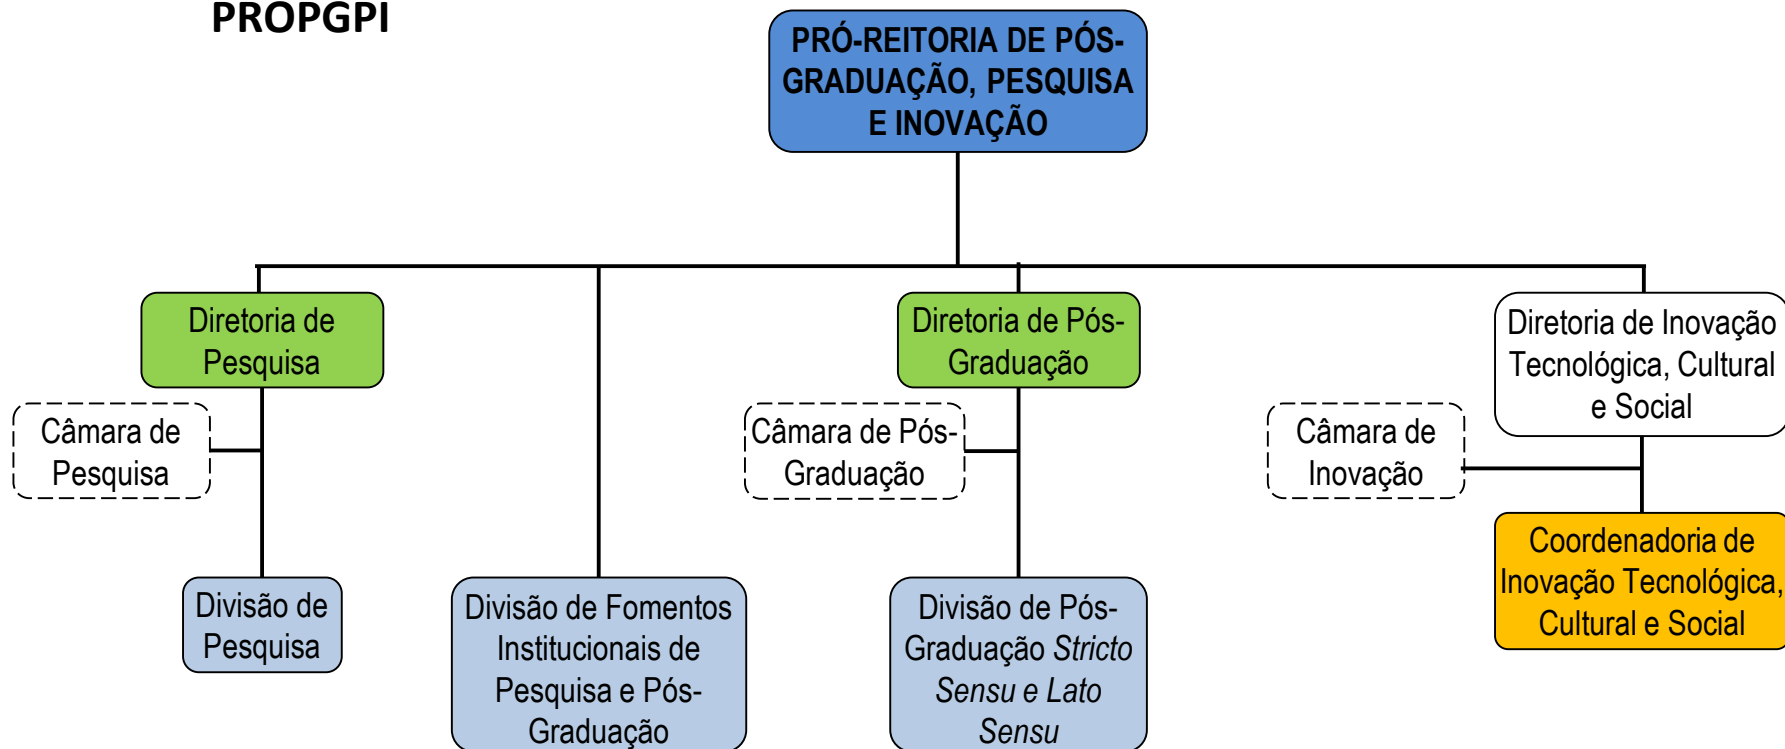 PROPGPI
PRÓ-REITORIA DE PÓS-
GRADUAÇÃO, PESQUISA
E INOVAÇÃO
Diretoria de
Pesquisa
Diretoria de Pós-
Graduação
Diretoria de Inovação
Tecnológica, Cultural
e Social
Câmara de
Pesquisa
Câmara de Pós-
Graduação
Câmara de
Inovação
Divisão de
Pesquisa
Divisão de Fomentos
Institucionais de
Pesquisa e Pós-
Graduação
Divisão de Pós-
Graduação Stricto
Sensu e Lato
Sensu
Coordenadoria de
Inovação Tecnológica,
Cultural e Social